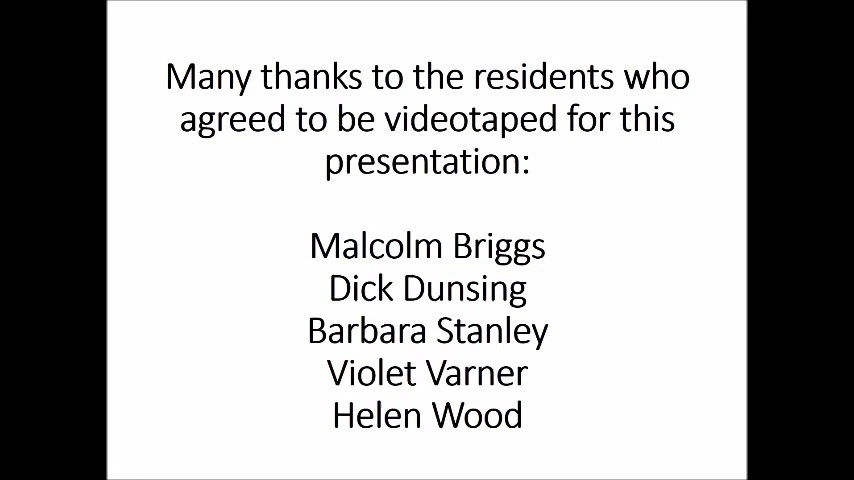 Many thanks to the residents who
agreed to be videotaped for this
presentation:
Malcolm Briggs
Dick Dunsing
Barbara Stanley
Violet Varner
Helen Wood